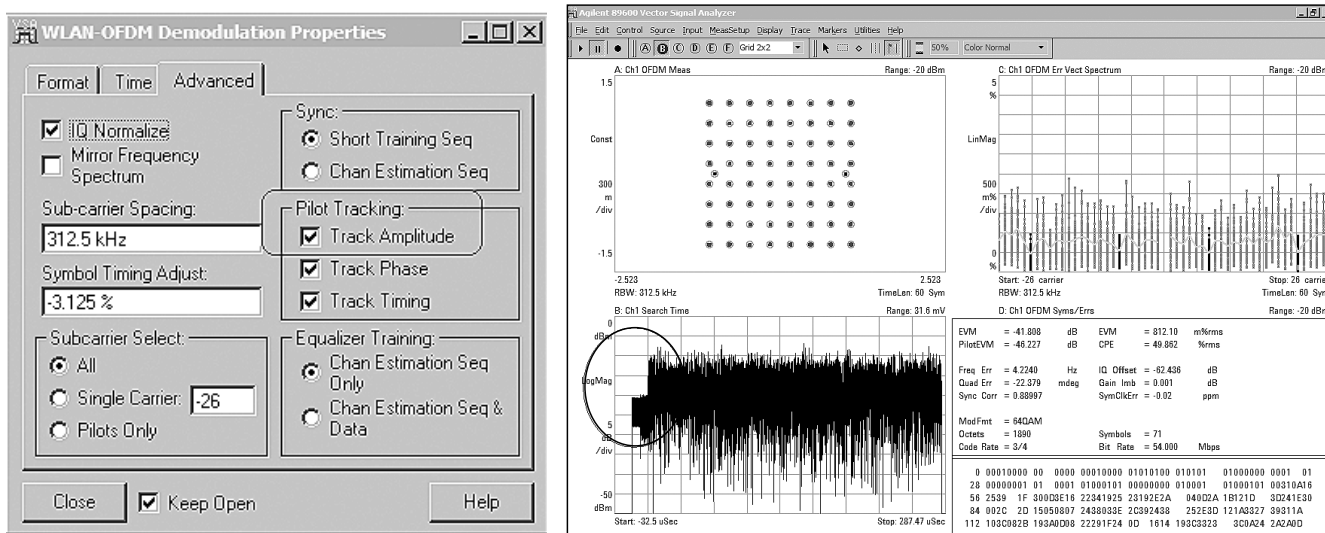 VSA
WLAN-OFDM Demodulation Properties
Format
Time
Advanced
IQ Normalize
Mirror Frequency
Spectrum
Sub-carrier Spacing:
312.5 kHz
Symbol Timing Adjust:
-3.125 %
Subcarrier Select:
All
Single Carrier: -26
Pilots Only
Sync:
Short Training Seq
Chan Estimation Seq
Pilot Tracking:
Track Amplitude
Track Phase
Track Timing
Equalizer Training:
Chan Estimation Seq
Only
Chan Estimation Seq &
Data
Close
Keep Open
Help
Agilent 89600 Vector Signal Analyzer
File Edit Control Source Input MeasSetup Display Trace Markers Utilities Help
A B C D E F Grid 2x2 50% Color Normal
A: Ch1 OFDM Meas Range: -20 dBm
1.5
Const
300
m
/div
-1.5
-2.523 2.523
RBW: 312.5 kHz TimeLen: 60 Sym
C: Ch1 OFDM Err Vect Spectrum Range: -20 dBm
5
%
LinMag
500
m%
/div
0
%
Start: -26 carrier Stop: 26 carrier
RBW: 312.5 kHz TimeLen: 60 Sym
B: Ch1 Search Time Range: 31.6 mV
0
dBm
LogMag
5
dB
/div
-50
dBm
Start: -32.5 uSec Stop: 287.47 uSec
D: Ch1 OFDM Syms/Errs Range: -20 dBm
EVM = -41.808 dB EVM = 812.10 m%rms
PilotEVM = -46.227 dB CPE = 49.862 %rms
Freq Err = 4.2240 Hz IQ Offset = -62.436 dB
Quad Err = -22.379 mdeg Gain Imb = 0.001 dB
Sync Corr = 0.88997 SymClkErr = -0.02 ppm
ModFmt = 64QAM
Octets = 1890 Symbols = 71
Code Rate = 3/4 Bit Rate = 54.000 Mbps
0 00010000 00 0000 00010000 01010100 010101 01000000 0001 01
28 00000001 01 0001 01000101 00000000 010001 01000101 00310A16
56 2539 1F 300D3E16 22341925 23192E2A 040D2A 1B121D 3D241E30
84 002C 2D 15050807 2438033E 2C392438 252E3D 121A3327 39311A
112 103C082B 193A0D08 22291F24 0D 1614 193C3323 3C0A24 2A2A0D